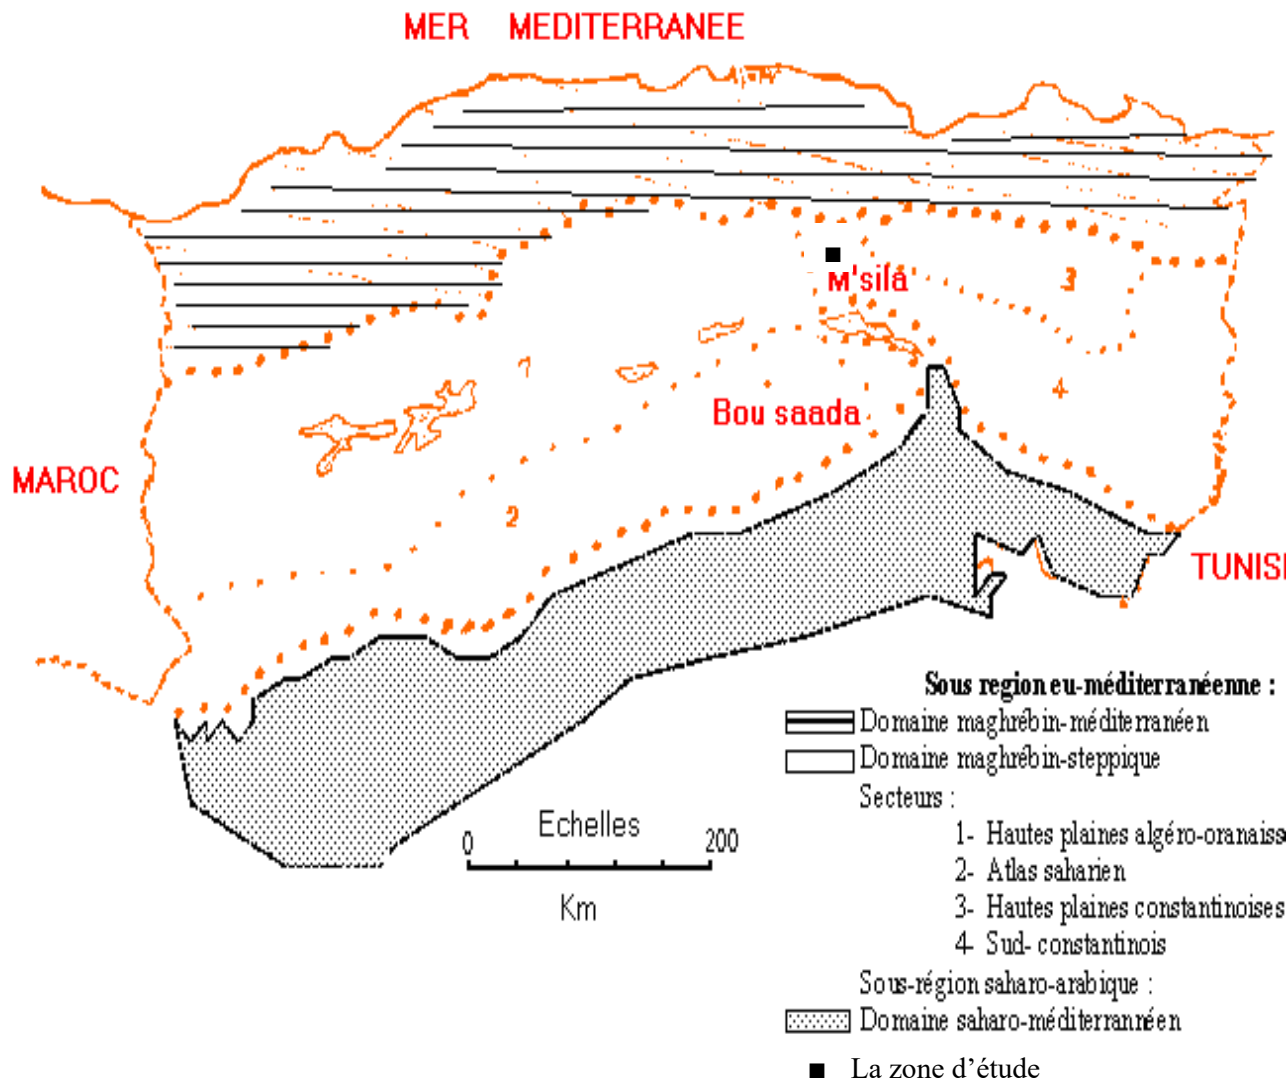 MER MEDITERRANEE
3
M'sila
1
4
Bou saada
MAROC
2
TUNISI
Sous region eu-méditerranéenne :
Domaine maghrébin-méditerranéen
Domaine maghrébin-steppique
Secteurs :
1- Hautes plaines algéro-oranaiss
2- Atlas saharien
3- Hautes plaines constantinoises
4- Sud- constantinois
Sous-région saharo-arabique :
Domaine saharo-méditerranréen
La zone d'étude
Echelles
0 200
Km